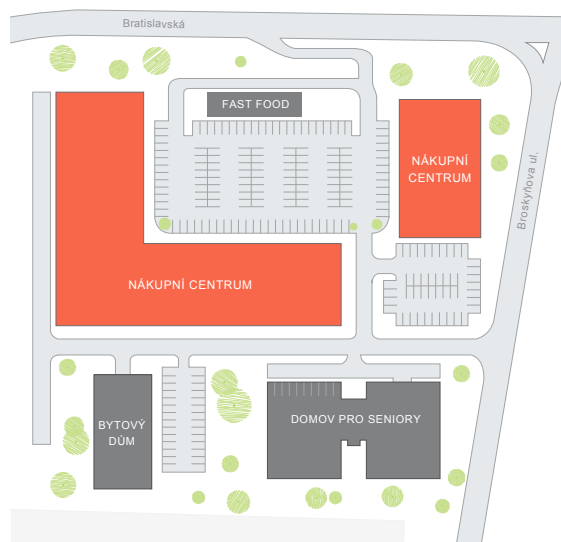 Bratislavská
FAST FOOD
NÁKUPNÍ
CENTRUM
Broskyňova ul.
NÁKUPNÍ CENTRUM
BYTOVÝ
DŮM
DOMOV PRO SENIORY